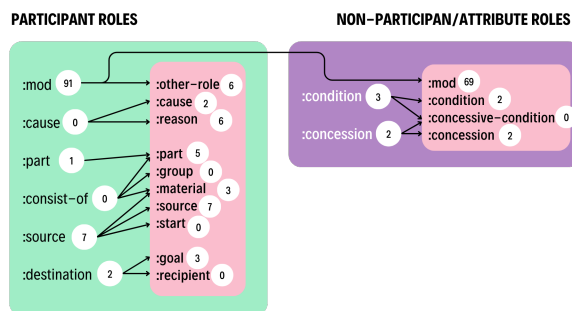 PARTICIPANT ROLES
:mod 91
:cause 0
:part 1
:consist-of 0
:source 7
:destination 2
:other-role 6
:cause 2
:reason 6
:part 5
:group 0
:material 3
:source 7
:start 0
:goal 3
:recipient 0
NON-PARTICIPAN/ATTRIBUTE ROLES
:condition 3
:concession 2
:mod 69
:condition 2
:concessive-condition 0
:concession 2